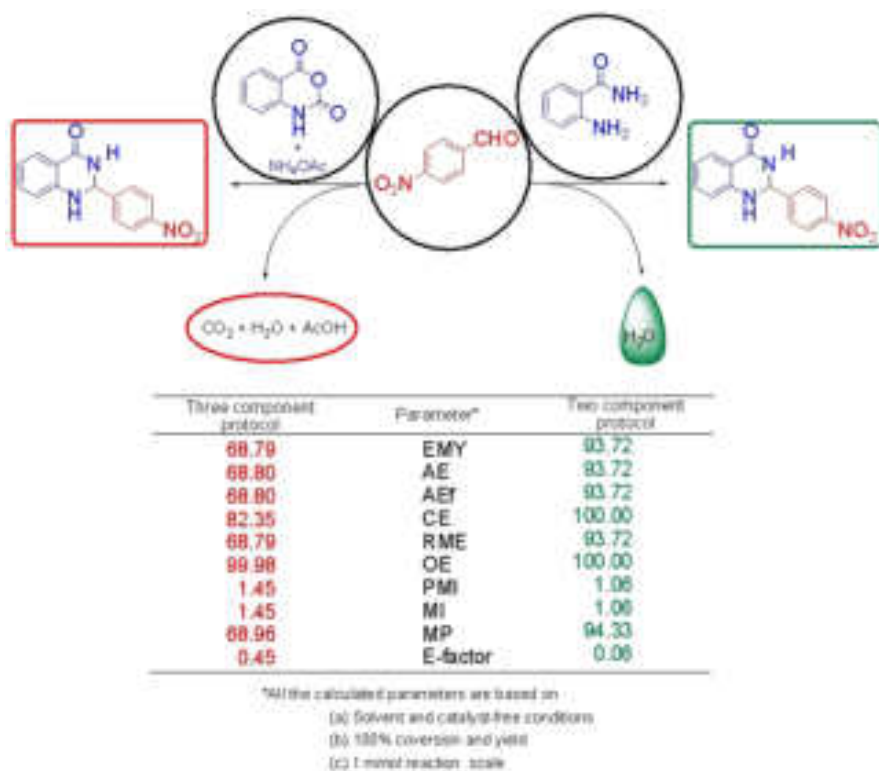 O
O
O
N
H
+
NH₄OAc
O
NH₂
NH₂
CHO
O₂N
O
N H
N
H
NO₂
O
N H
N
H
NO₂
CO₂ + H₂O + AcOH
H₂O
Three component protocol Parameter* Two component protocol
68.79 EMY 93.72
68.80 AE 93.72
68.80 AEf 93.72
82.35 CE 100.00
68.79 RME 93.72
99.98 OE 100.00
1.45 PMI 1.06
1.45 MI 1.06
68.96 MP 94.33
0.45 E-factor 0.06
*All the calculated parameters are based on
(a) Solvent and catalyst-free conditions
(b) 100% coversion and yield
(c) 1 mmol reaction scale